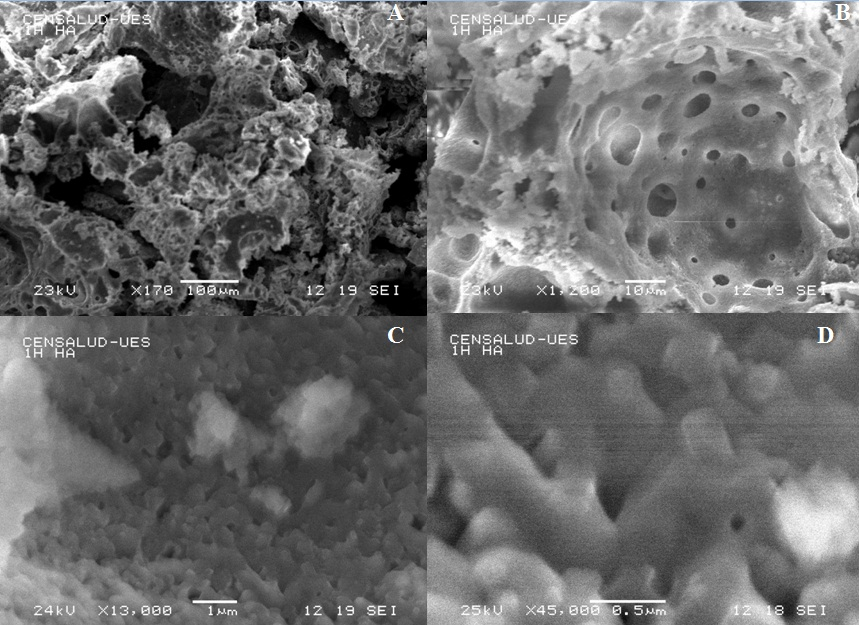 CENSALUD-UES A
1H HA
23kV X170 100µm 12 19 SEI
CENSALUD-UES B
1H HA
23kV X1,200 10µm 12 19 SEI
CENSALUD-UES C
1H HA
24kV X13,000 1µm 12 19 SEI
CENSALUD-UES D
1H HA
25kV X45,000 0.5µm 12 18 SEI